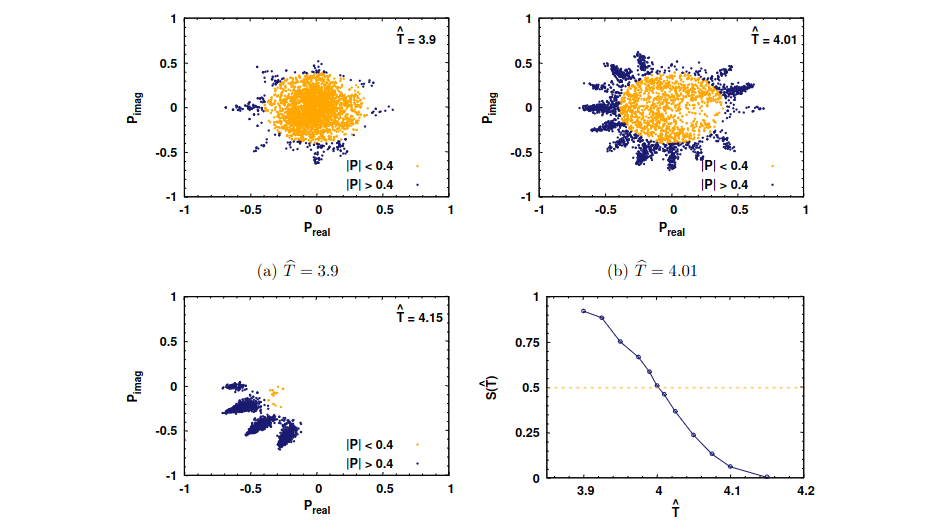 T̂ = 3.9
1
0.5
0
-0.5
-1
P_imag
|P| < 0.4
|P| > 0.4
-1 -0.5 0 0.5 1
P_real
(a) T̂ = 3.9
T̂ = 4.01
1
0.5
0
-0.5
-1
P_imag
|P| < 0.4
|P| > 0.4
-1 -0.5 0 0.5 1
P_real
(b) T̂ = 4.01
T̂ = 4.15
1
0.5
0
-0.5
-1
P_imag
|P| < 0.4
|P| > 0.4
-1 -0.5 0 0.5 1
P_real
1
0.75
0.5
0.25
0
S(T̂)
3.9 4 4.1 4.2
T̂